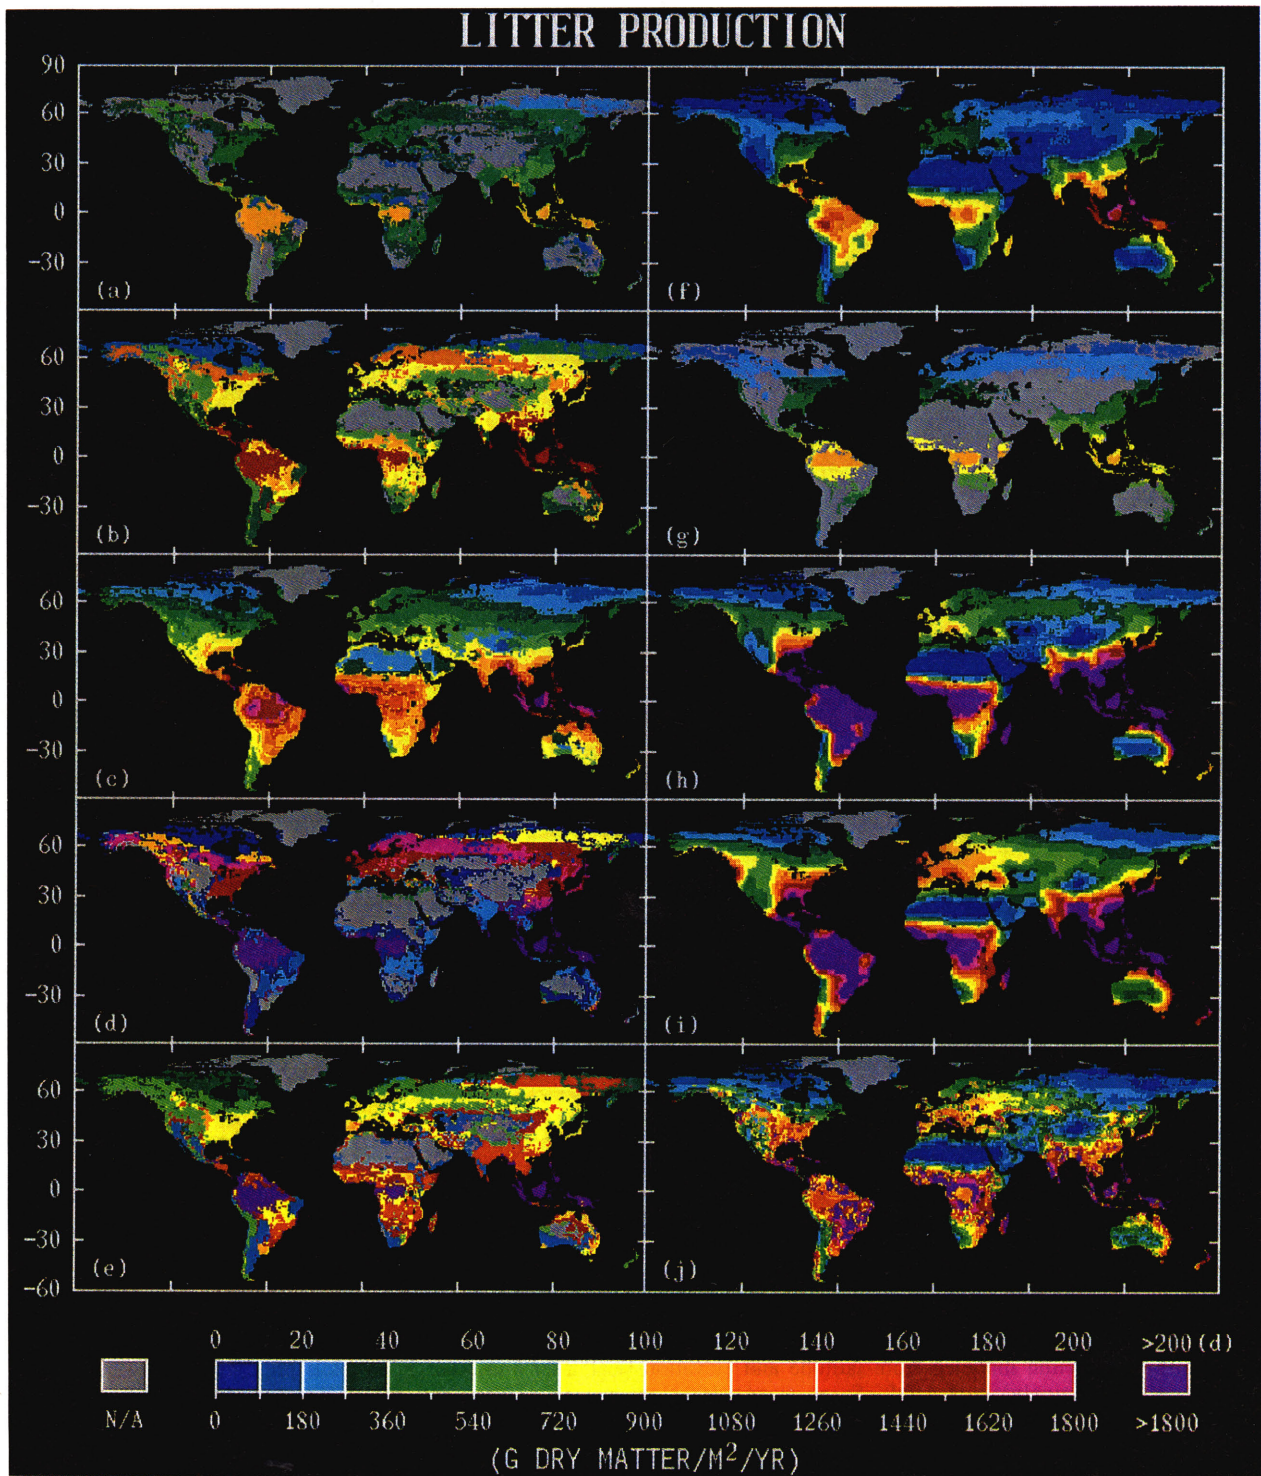 LITTER PRODUCTION
90
60
30
0
-30
(a)
(f)
60
30
0
-30
(b)
(g)
60
30
0
-30
(c)
(h)
60
30
0
-30
(d)
(i)
60
30
0
-30
-60
(e)
(j)
0 20 40 60 80 100 120 140 160 180 200 >200 (d)
N/A 0 180 360 540 720 900 1080 1260 1440 1620 1800 >1800
(G DRY MATTER/M²/YR)